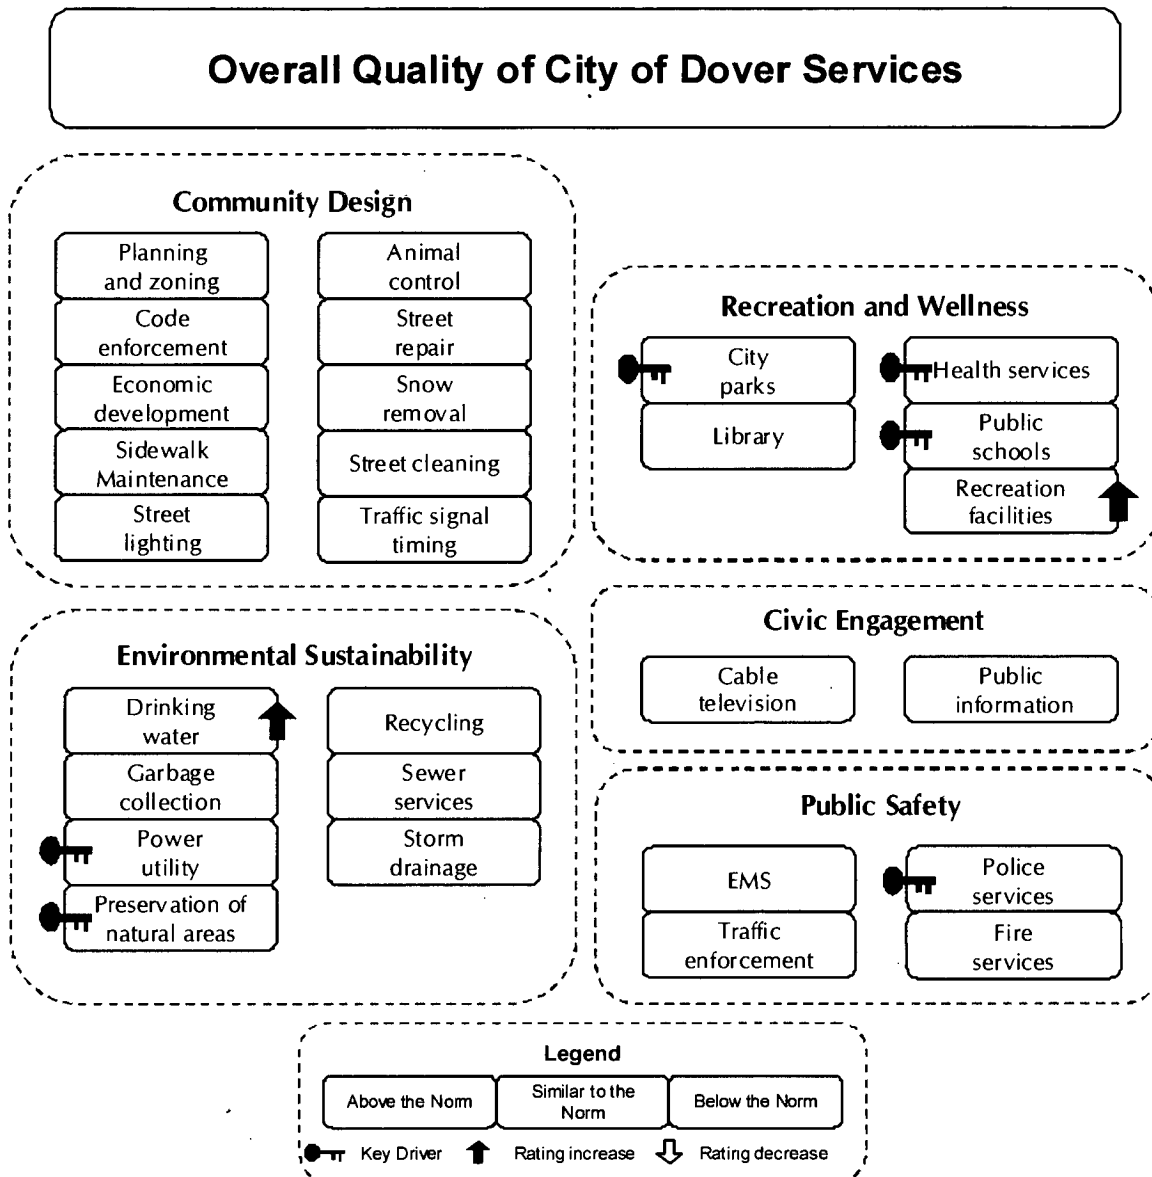 Overall Quality of City of Dover Services
Community Design
Planning
and zoning
Code
enforcement
Economic
development
Sidewalk
Maintenance
Street
lighting
Animal
control
Street
repair
Snow
removal
Street cleaning
Traffic signal
timing
Recreation and Wellness
City
parks
Library
Health services
Public
schools
Recreation
facilities
Environmental Sustainability
Drinking
water
Garbage
collection
Power
utility
Preservation of
natural areas
Recycling
Sewer
services
Storm
drainage
Civic Engagement
Cable
television
Public
information
Public Safety
EMS
Traffic
enforcement
Police
services
Fire
services
Legend
Above the Norm
Similar to the
Norm
Below the Norm
Key Driver
Rating increase
Rating decrease